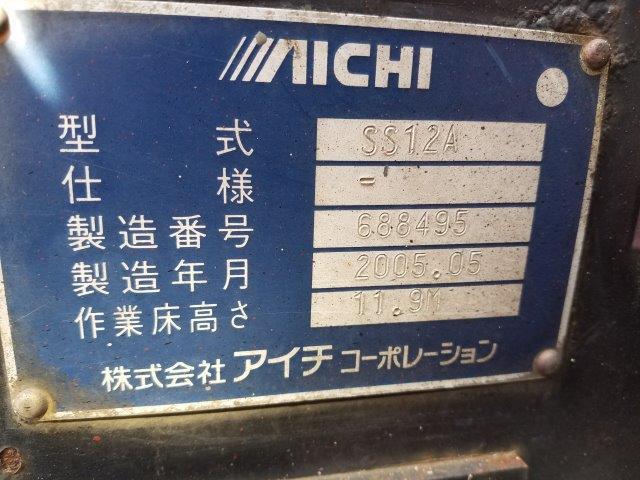 AICHI
型式 SS12A
仕様 -
製造番号 688495
製造年月 2005.05
作業床高さ 11.9M
株式会社 アイチ コーポレーション